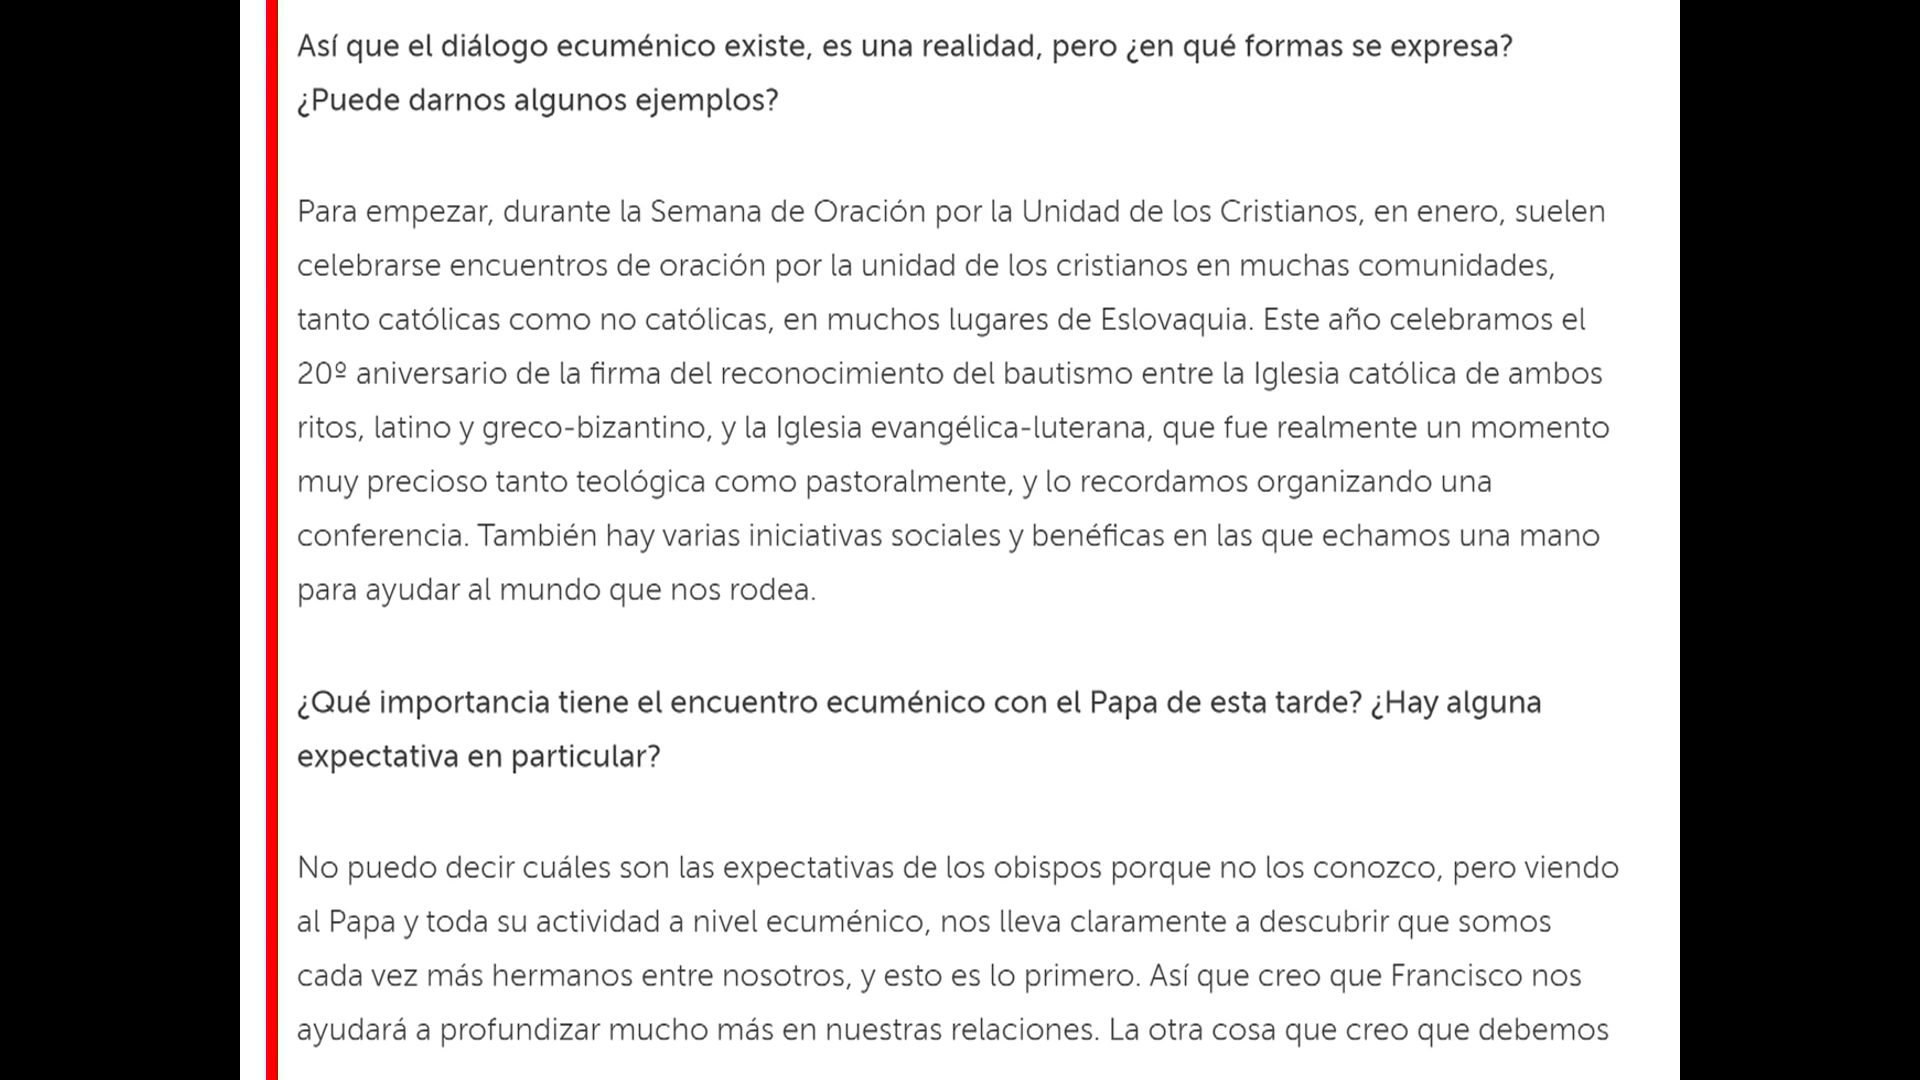 Así que el diálogo ecuménico existe, es una realidad, pero ¿en qué formas se expresa?
¿Puede darnos algunos ejemplos?
Para empezar, durante la Semana de Oración por la Unidad de los Cristianos, en enero, suelen
celebrarse encuentros de oración por la unidad de los cristianos en muchas comunidades,
tanto católicas como no católicas, en muchos lugares de Eslovaquia. Este año celebramos el
20º aniversario de la firma del reconocimiento del bautismo entre la Iglesia católica de ambos
ritos, latino y greco-bizantino, y la Iglesia evangélica-luterana, que fue realmente un momento
muy precioso tanto teológica como pastoralmente, y lo recordamos organizando una
conferencia. También hay varias iniciativas sociales y benéficas en las que echamos una mano
para ayudar al mundo que nos rodea.
¿Qué importancia tiene el encuentro ecuménico con el Papa de esta tarde? ¿Hay alguna
expectativa en particular?
No puedo decir cuáles son las expectativas de los obispos porque no los conozco, pero viendo
al Papa y toda su actividad a nivel ecuménico, nos lleva claramente a descubrir que somos
cada vez más hermanos entre nosotros, y esto es lo primero. Así que creo que Francisco nos
ayudará a profundizar mucho más en nuestras relaciones. La otra cosa que creo que debemos